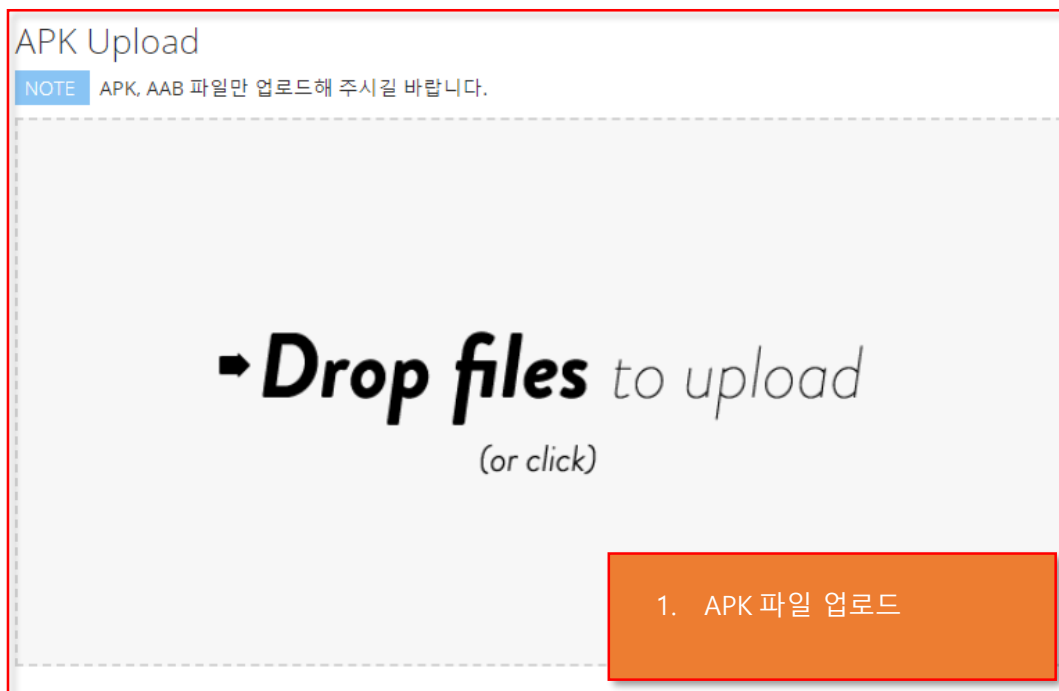 APK Upload
NOTE APK, AAB 파일만 업로드해 주시길 바랍니다.
Drop files to upload
(or click)
1. APK 파일 업로드